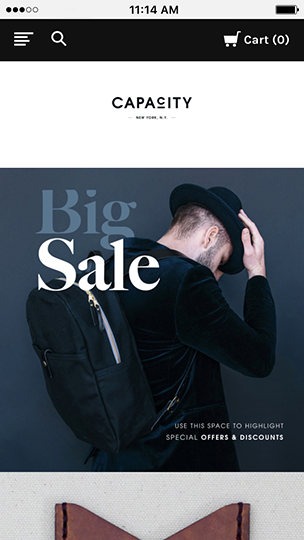 11:14 AM
Cart (0)
CAPACITY
NEW YORK, N.Y.
Big
Sale
USE THIS SPACE TO HIGHLIGHT
SPECIAL OFFERS & DISCOUNTS